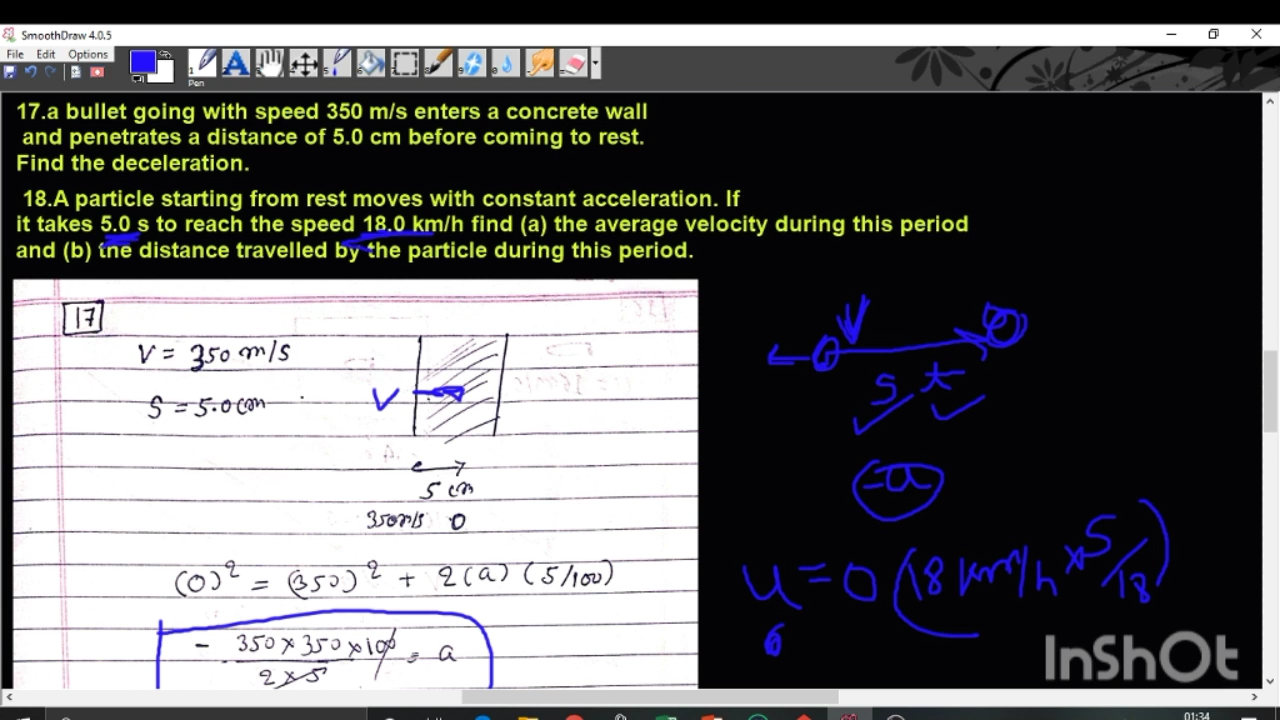 SmoothDraw 4.0.5
File Edit Options
Pen
17.a bullet going with speed 350 m/s enters a concrete wall
and penetrates a distance of 5.0 cm before coming to rest.
Find the deceleration.
18.A particle starting from rest moves with constant acceleration. If
it takes 5.0 s to reach the speed 18.0 km/h find (a) the average velocity during this period
and (b) the distance travelled by the particle during this period.
17
V = 350 m/s
V
S = 5.0 cm
5 cm
350m/s 0
(0)² = (350)² + 2(a) (5/100)
- 350 × 350 × 100 = a
2 × 5
S t
-a
u = 0 (18 km/h × 5/18)
InShOt
01:34